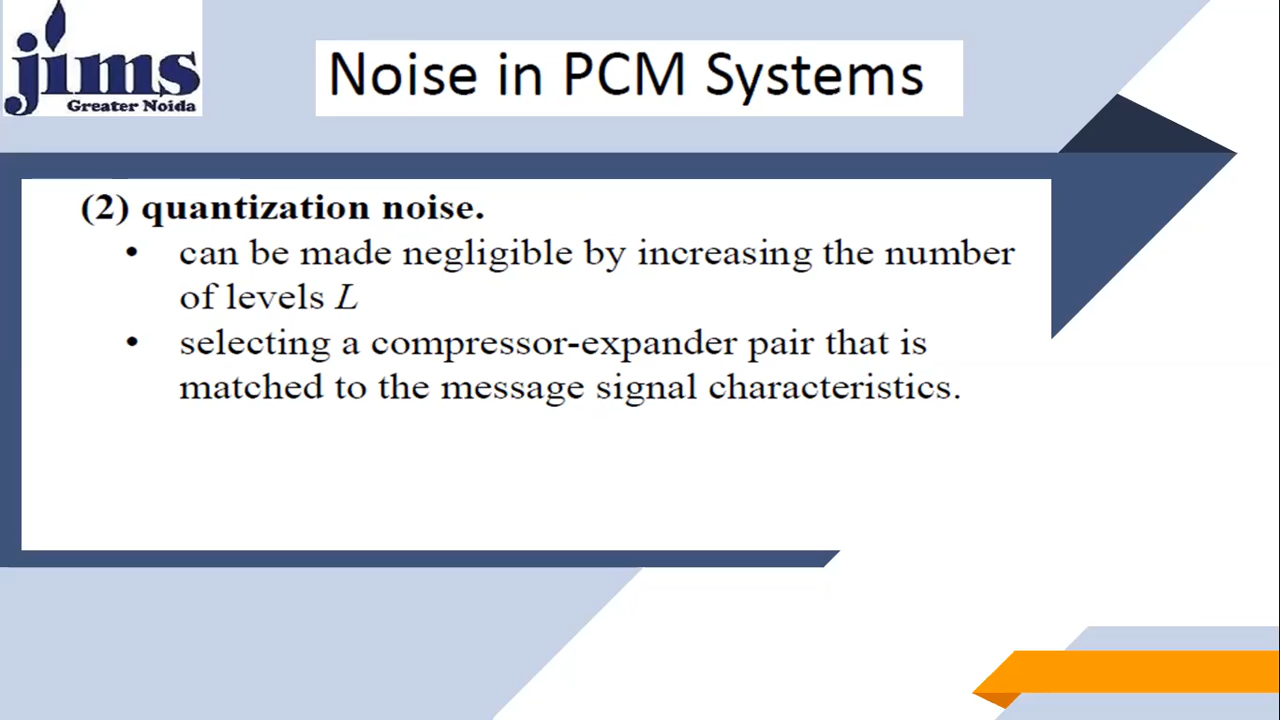 jims
Greater Noida
Noise in PCM Systems
(2) quantization noise.
• can be made negligible by increasing the number
of levels L
• selecting a compressor-expander pair that is
matched to the message signal characteristics.